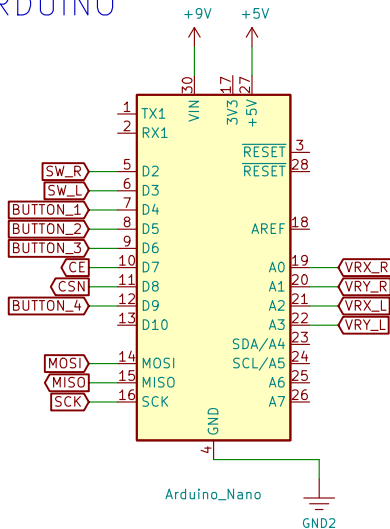 ARDUINO
+9V +5V
30 17 27
VIN 3V3 +5V
1 TX1
2 RX1
RESET 3
RESET 28
SW_R 5 D2
SW_L 6 D3
BUTTON_1 7 D4
BUTTON_2 8 D5
AREF 18
BUTTON_3 9 D6
CE 10 D7 A0 19 VRX_R
CSN 11 D8 A1 20 VRY_R
BUTTON_4 12 D9 A2 21 VRX_L
13 D10 A3 22 VRY_L
SDA/A4 23
MOSI 14 MOSI SCL/A5 24
MISO 15 MISO A6 25
SCK 16 SCK A7 26
GND
4
Arduino_Nano
GND2